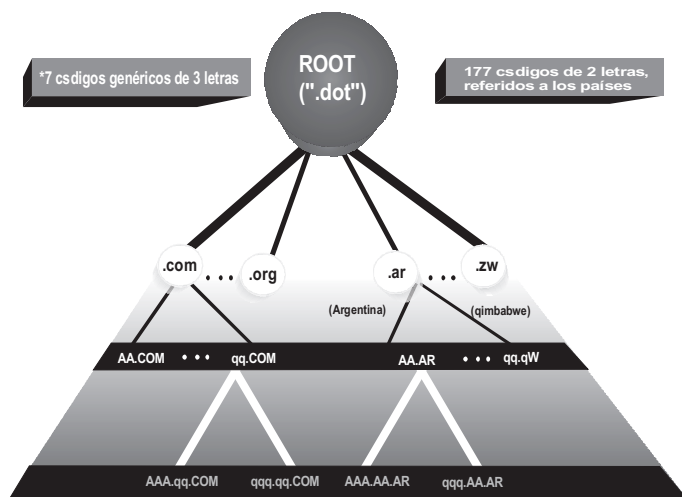 *7 csdigos genéricos de 3 letras
ROOT
(".dot")
177 csdigos de 2 letras,
referidos a los países
.com
.org
.ar
.zw
(Argentina)
(qimbabwe)
AA.COM
qq.COM
AA.AR
qq.qW
AAA.qq.COM
qqq.qq.COM
AAA.AA.AR
qqq.AA.AR